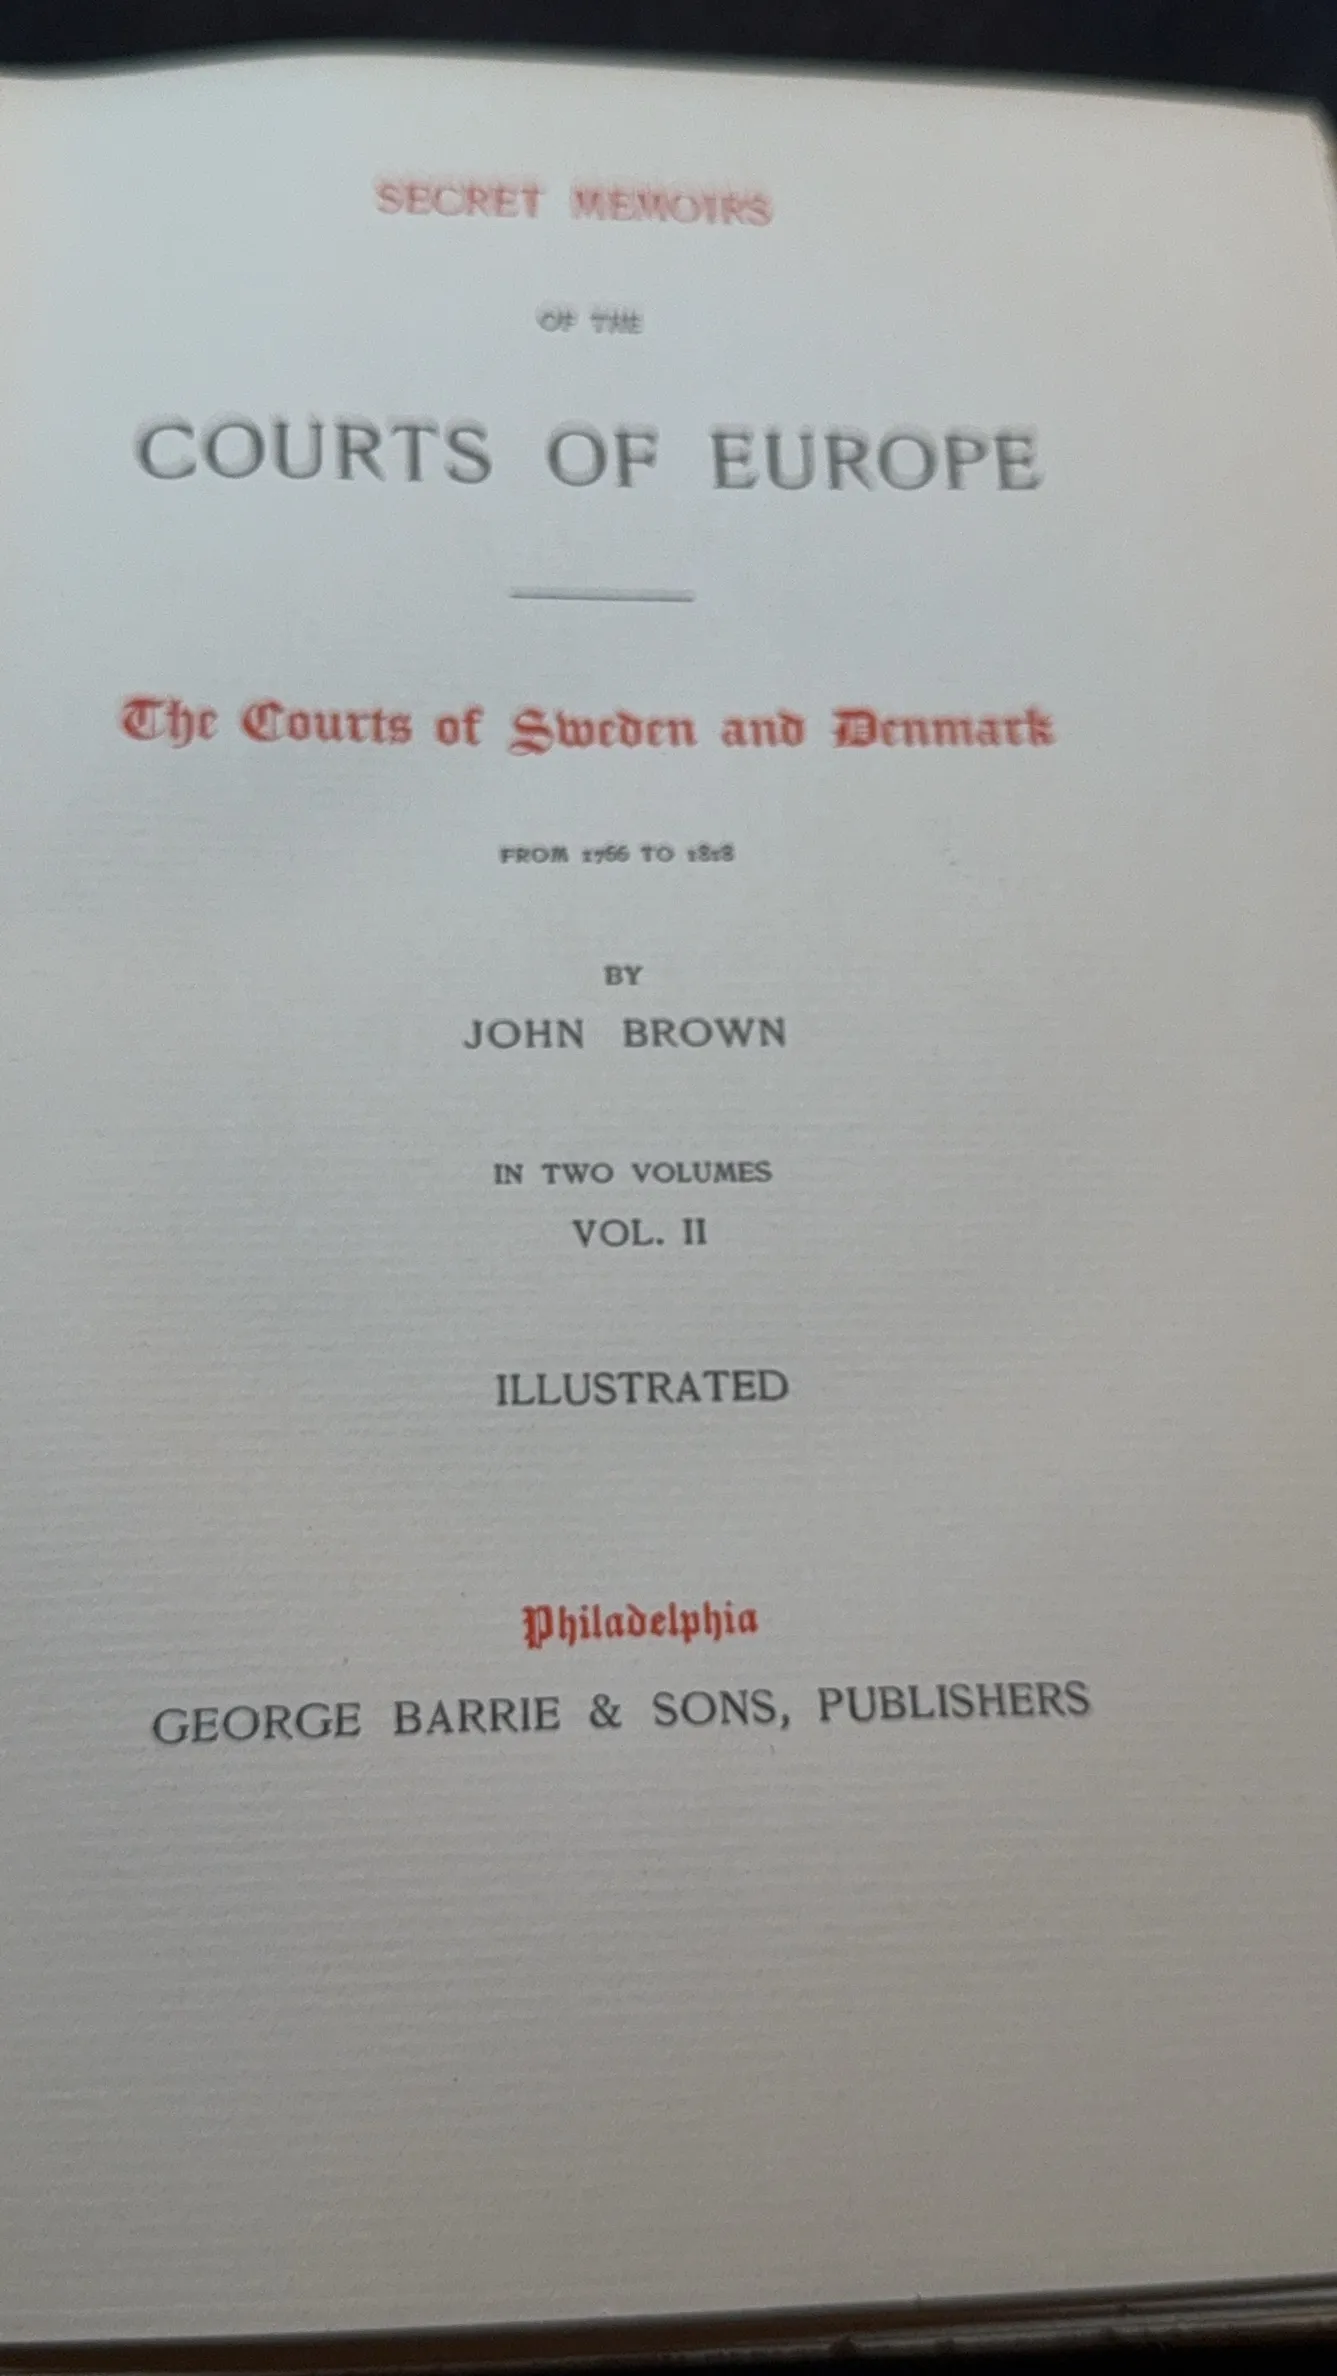 SECRET MEMOIRS
OF THE
COURTS OF EUROPE
The Courts of Sweden and Denmark
FROM 1766 TO 1818
BY
JOHN BROWN
IN TWO VOLUMES
VOL. II
ILLUSTRATED
Philadelphia
GEORGE BARRIE & SONS, PUBLISHERS